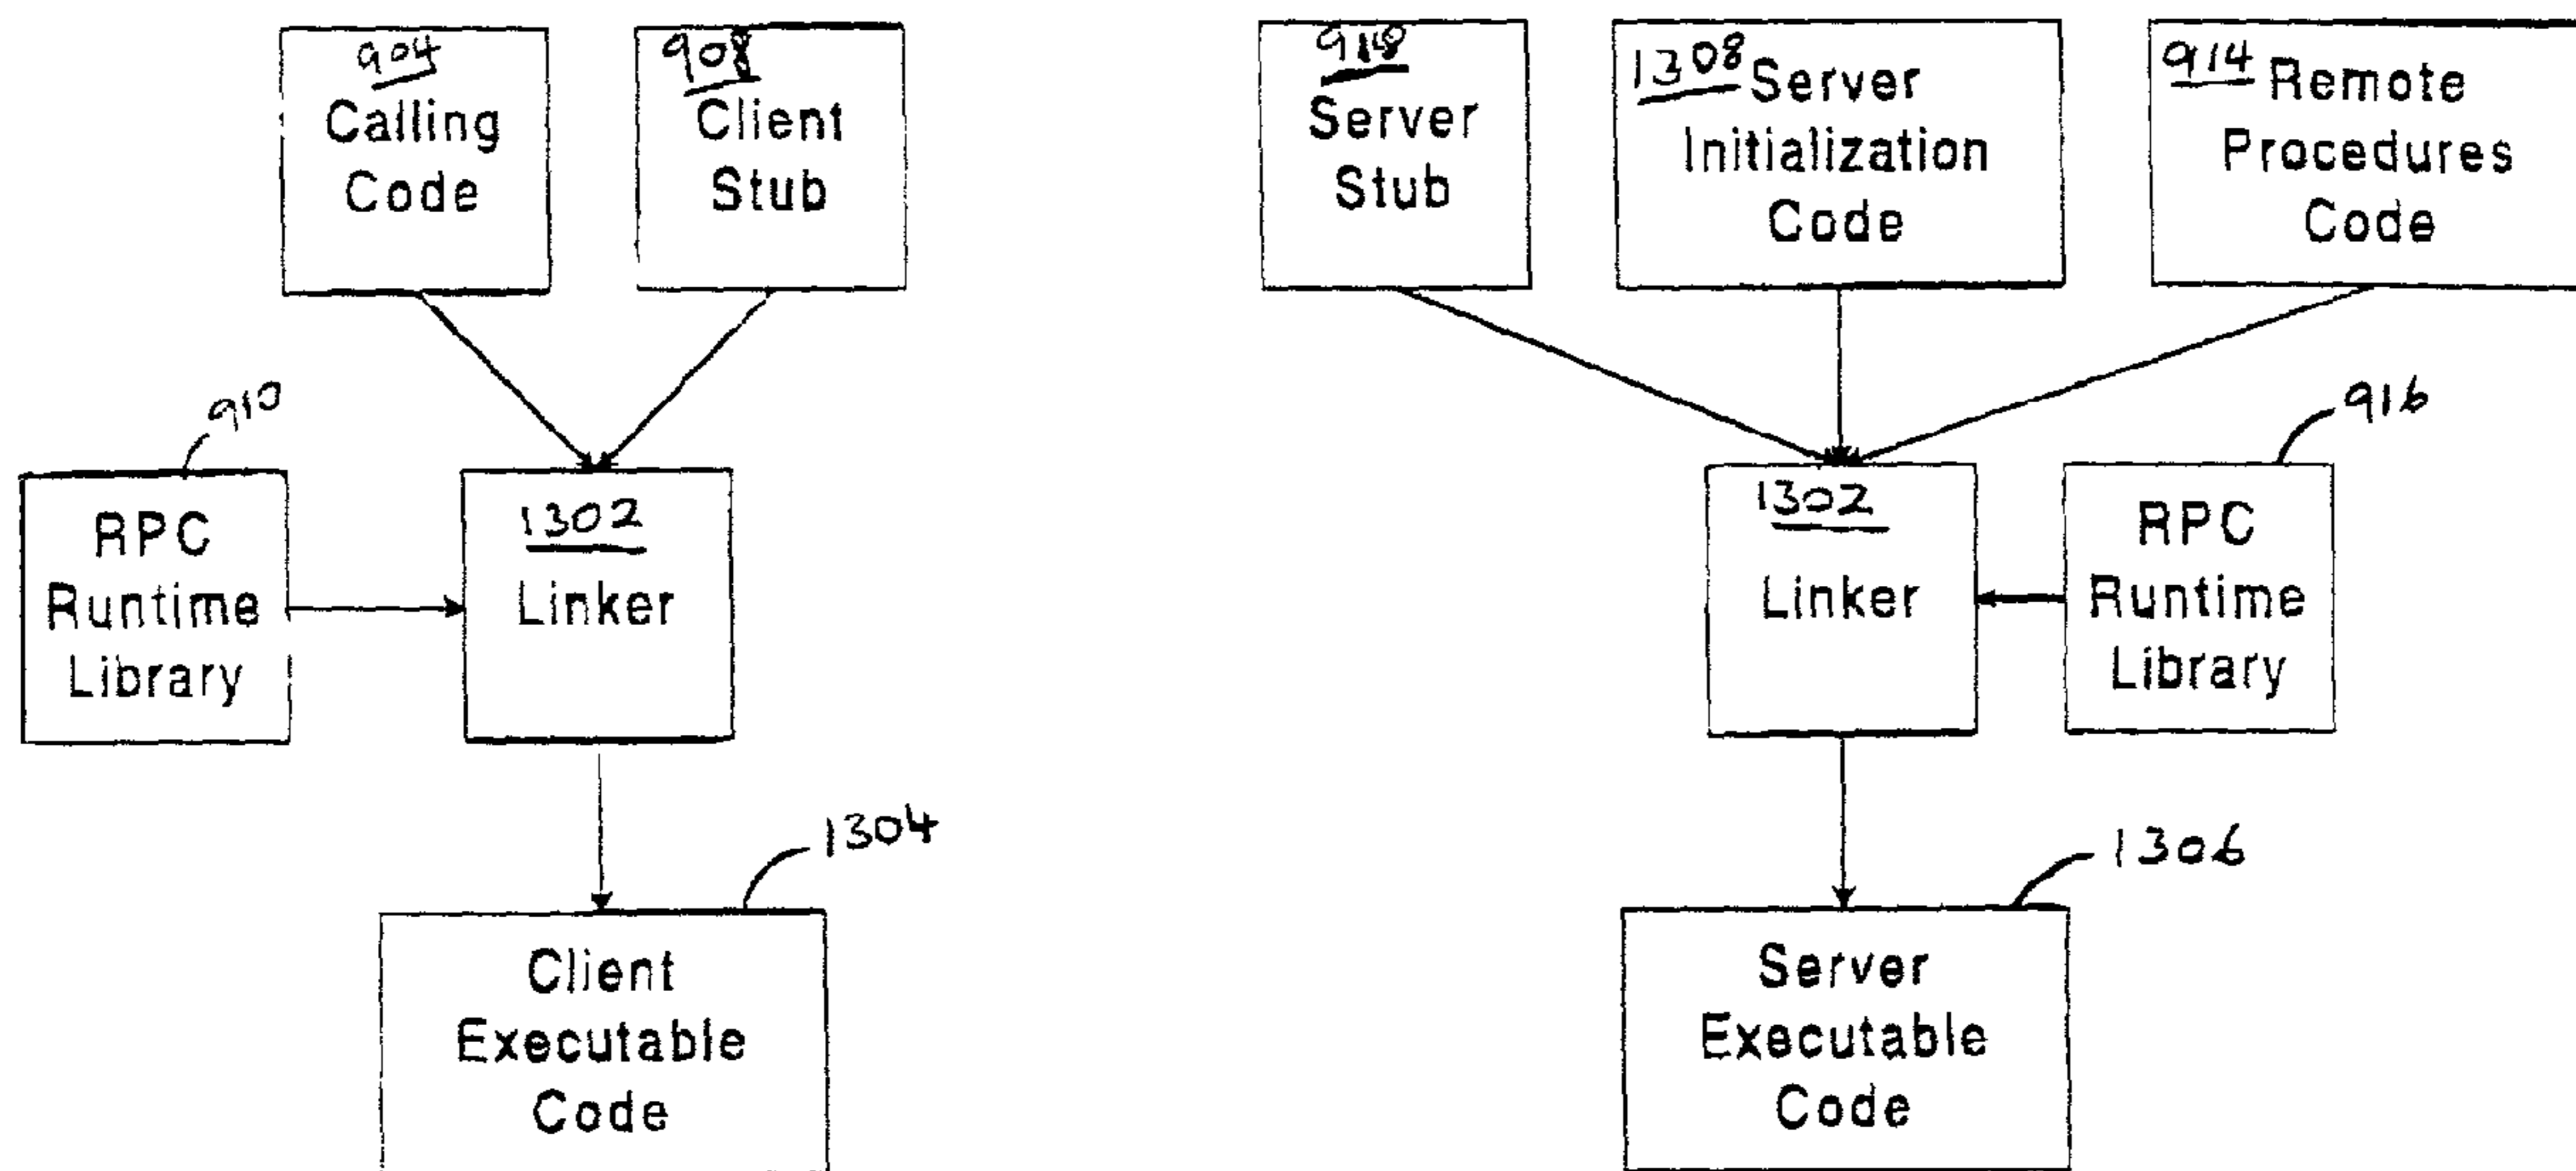 904
Calling
Code
908
Client
Stub
Server
Stub
1308 Server
Initialization
Code
914 Remote
Procedures
Code
910
RPC
Runtime
Library
1302
Linker
1302
Linker
916
RPC
Runtime
Library
1304
Client
Executable
Code
1306
Server
Executable
Code